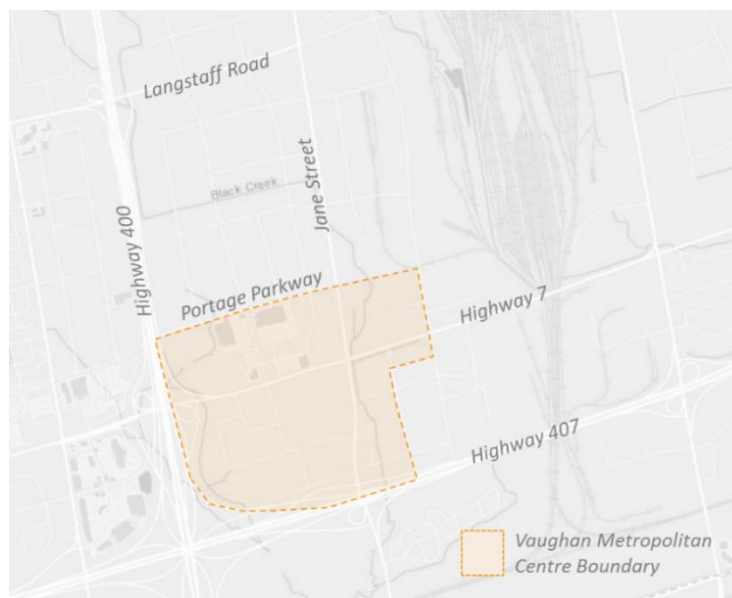 Langstaff Road
Black Creek
Jane Street
Highway 400
Portage Parkway
Highway 7
Highway 407
Vaughan Metropolitan
Centre Boundary